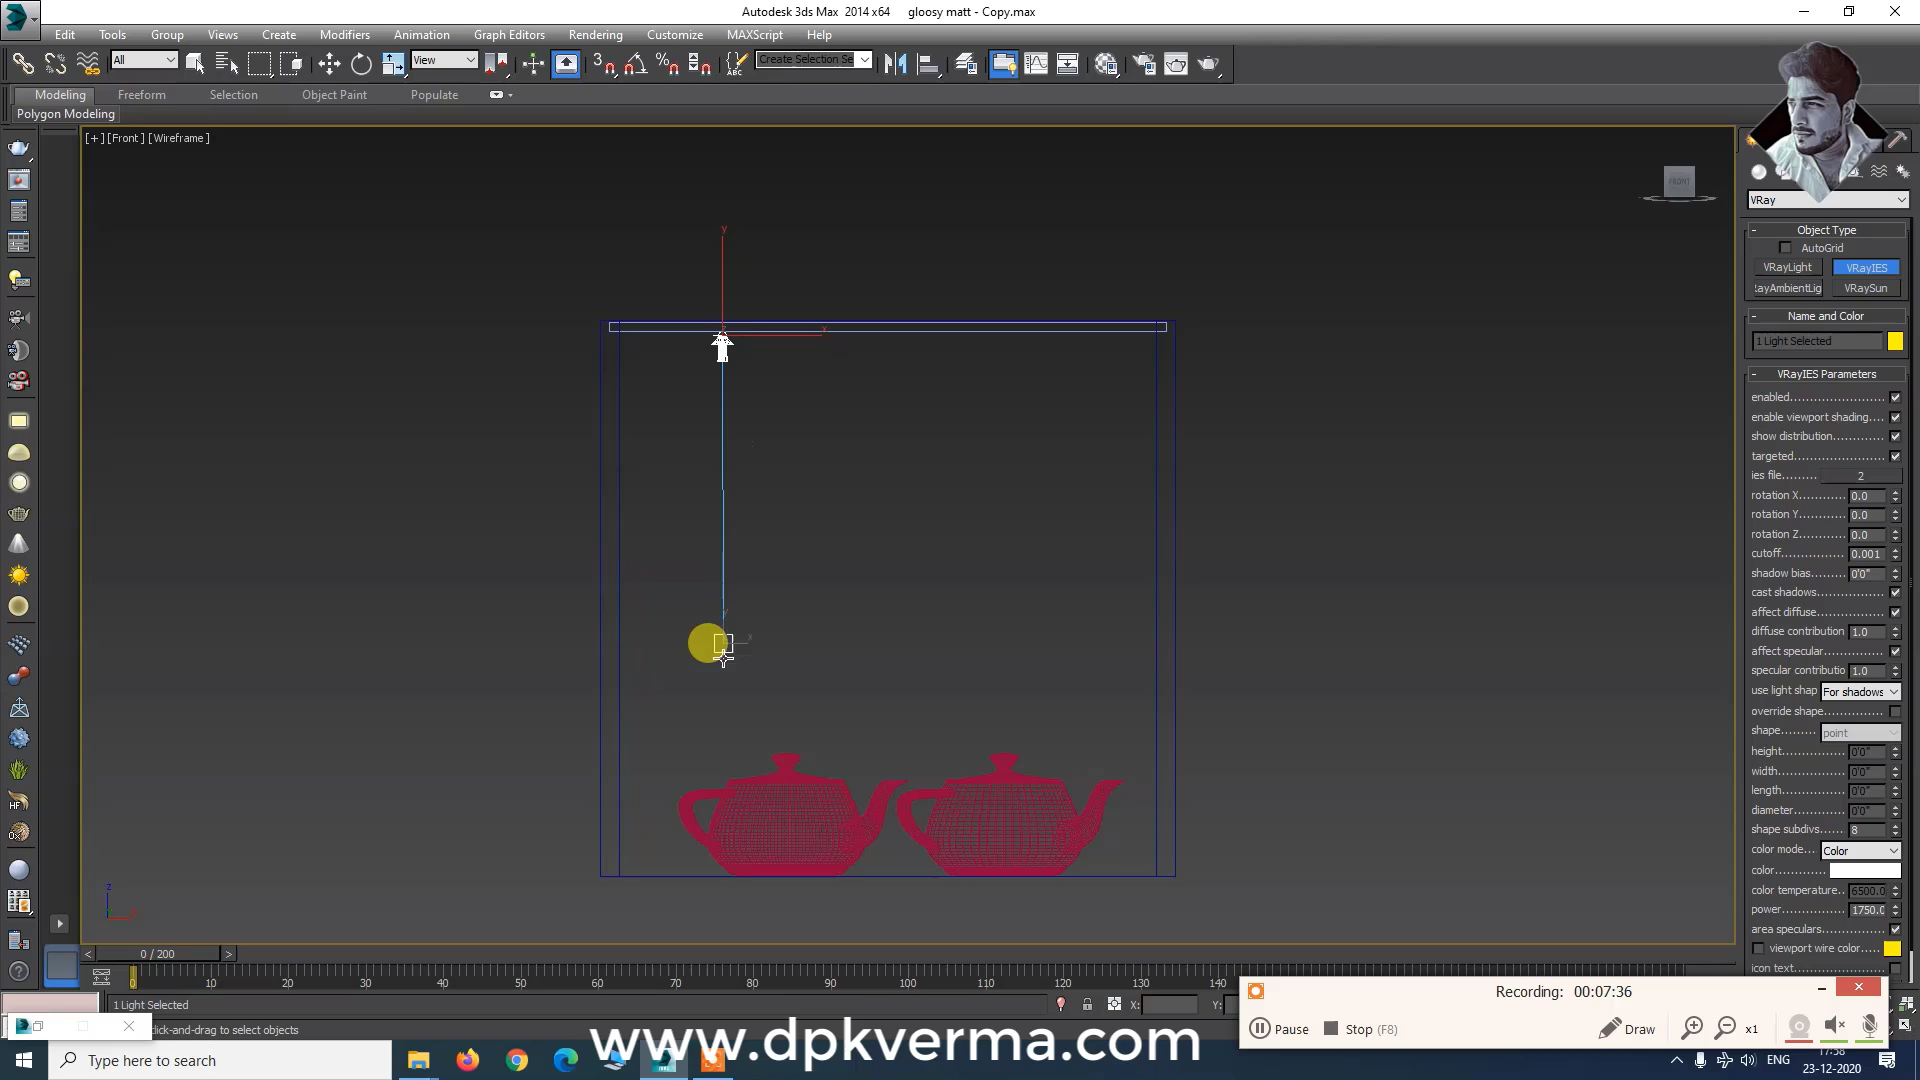 Autodesk 3ds Max 2014 x64 gloosy matt - Copy.max
Edit Tools Group Views Create Modifiers Animation Graph Editors Rendering Customize MAXScript Help
All View Create Selection Se
Modeling Freeform Selection Object Paint Populate
Polygon Modeling
[+] [Front] [Wireframe]
FRONT
VRay
- Object Type
AutoGrid
VRayLight VRayIES
RayAmbientLig VRaySun
- Name and Color
1 Light Selected
- VRayIES Parameters
enabled
enable viewport shading
show distribution
targeted
ies file 2
rotation X 0.0
rotation Y 0.0
rotation Z 0.0
cutoff 0.001
shadow bias 0'0"
cast shadows
affect diffuse
diffuse contribution 1.0
affect specular
specular contributio 1.0
use light shap For shadows
override shape
shape point
height 0'0"
width 0'0"
length 0'0"
diameter 0'0"
shape subdivs 8
color mode Color
color
color temperature 6500.0
power 1750.0
area speculars
viewport wire color
icon text
y
x
y
x
z
x
< 0 / 200 >
0 10 20 30 40 50 60 70 80 90 100 110 120 130 140
1 Light Selected X: Y:
click-and-drag to select objects
Recording: 00:07:36
Pause Stop (F8) Draw x1
www.dpkverma.com
Type here to search
ENG
17:58
23-12-2020